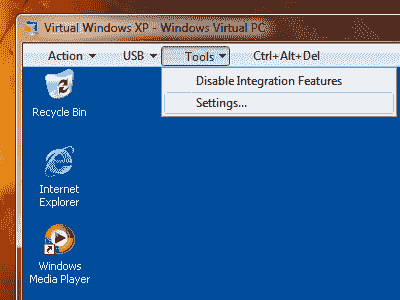 Virtual Windows XP - Windows Virtual PC
Action USB Tools Ctrl+Alt+Del
Disable Integration Features
Settings...
Recycle Bin
Internet
Explorer
Windows
Media Player